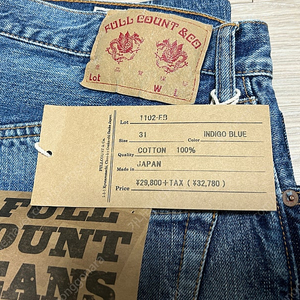 FULL COUNT & CO
Lot
W
L
Lot 1102-FB
Size 31 INDIGO BLUE
Quality COTTON 100%
Made in JAPAN
Price ¥29,800+TAX (¥32,780)
FULL
COUNT
JEANS